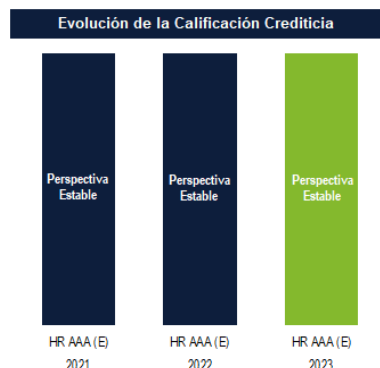 Evolución de la Calificación Crediticia
Perspectiva Estable
Perspectiva Estable
Perspectiva Estable
HR AAA (E) HR AAA (E) HR AAA (E)
2021 2022 2023